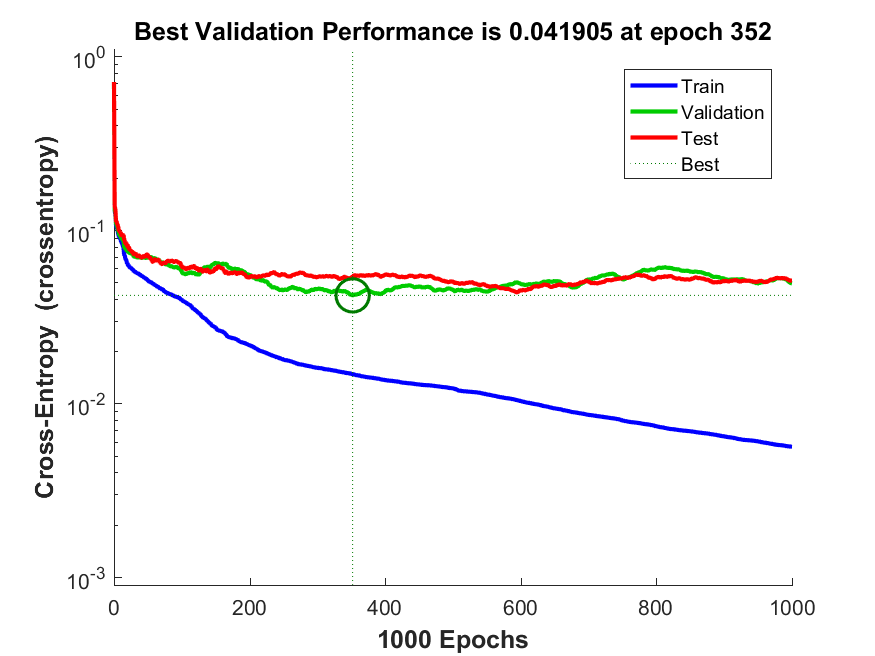 Best Validation Performance is 0.041905 at epoch 352
Cross-Entropy (crossentropy)
10^0
10^-1
10^-2
10^-3
Train
Validation
Test
Best
0 200 400 600 800 1000
1000 Epochs